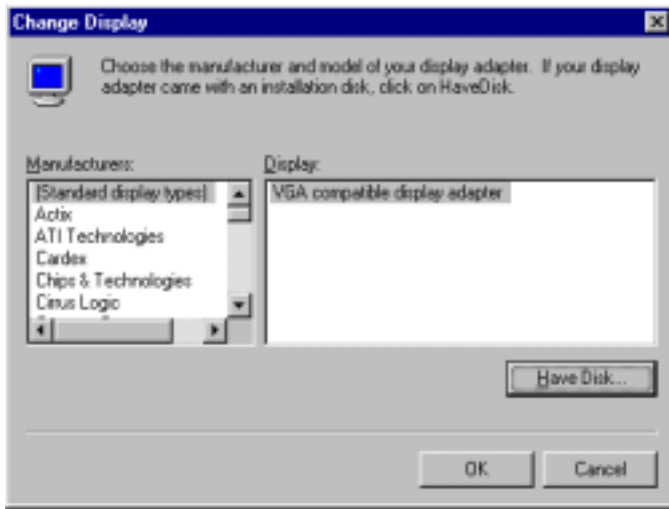 Change Display
Choose the manufacturer and model of your display adapter. If your display
adapter came with an installation disk, click on HaveDisk.
Manufacturers:
(Standard display types)
Actix
ATI Technologies
Cardex
Chips & Technologies
Cirrus Logic
Display:
VGA compatible display adapter
Have Disk...
OK
Cancel